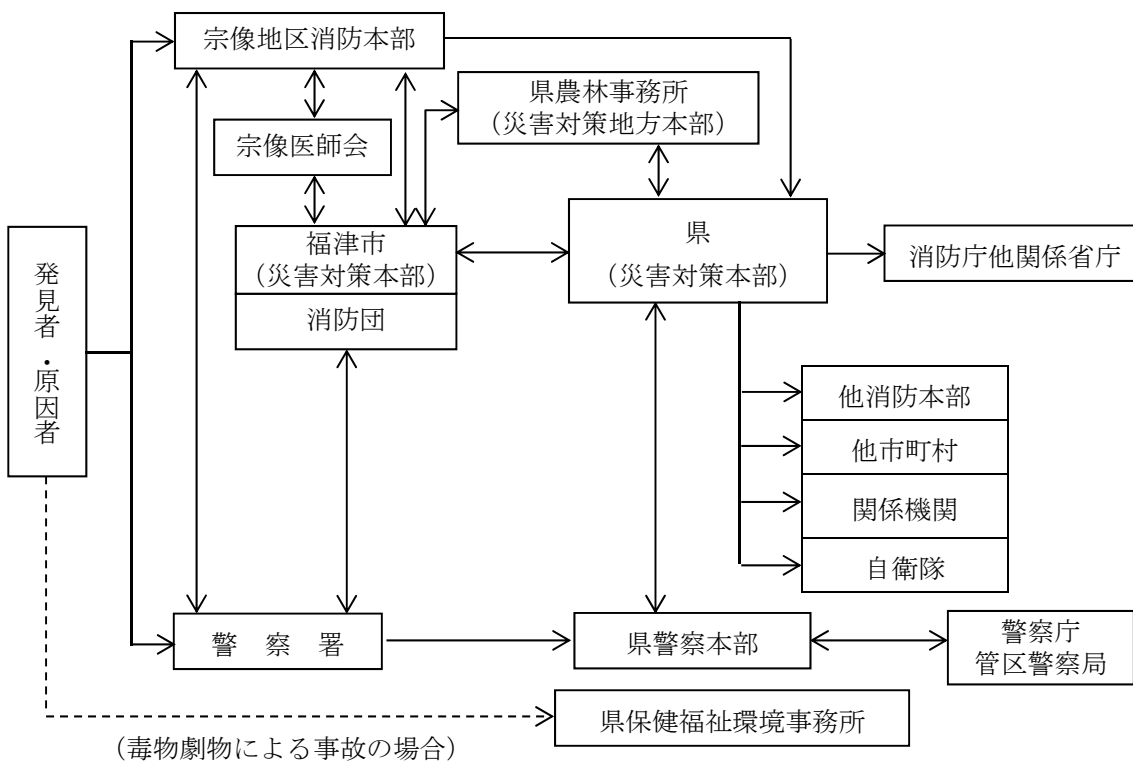 宗像地区消防本部
県農林事務所
（災害対策地方本部）
宗像医師会
福津市
（災害対策本部）
消防団
県
（災害対策本部）
消防庁他関係省庁
発見者・原因者
他消防本部
他市町村
関係機関
自衛隊
警察署
県警察本部
警察庁
管区警察局
県保健福祉環境事務所
（毒物劇物による事故の場合）